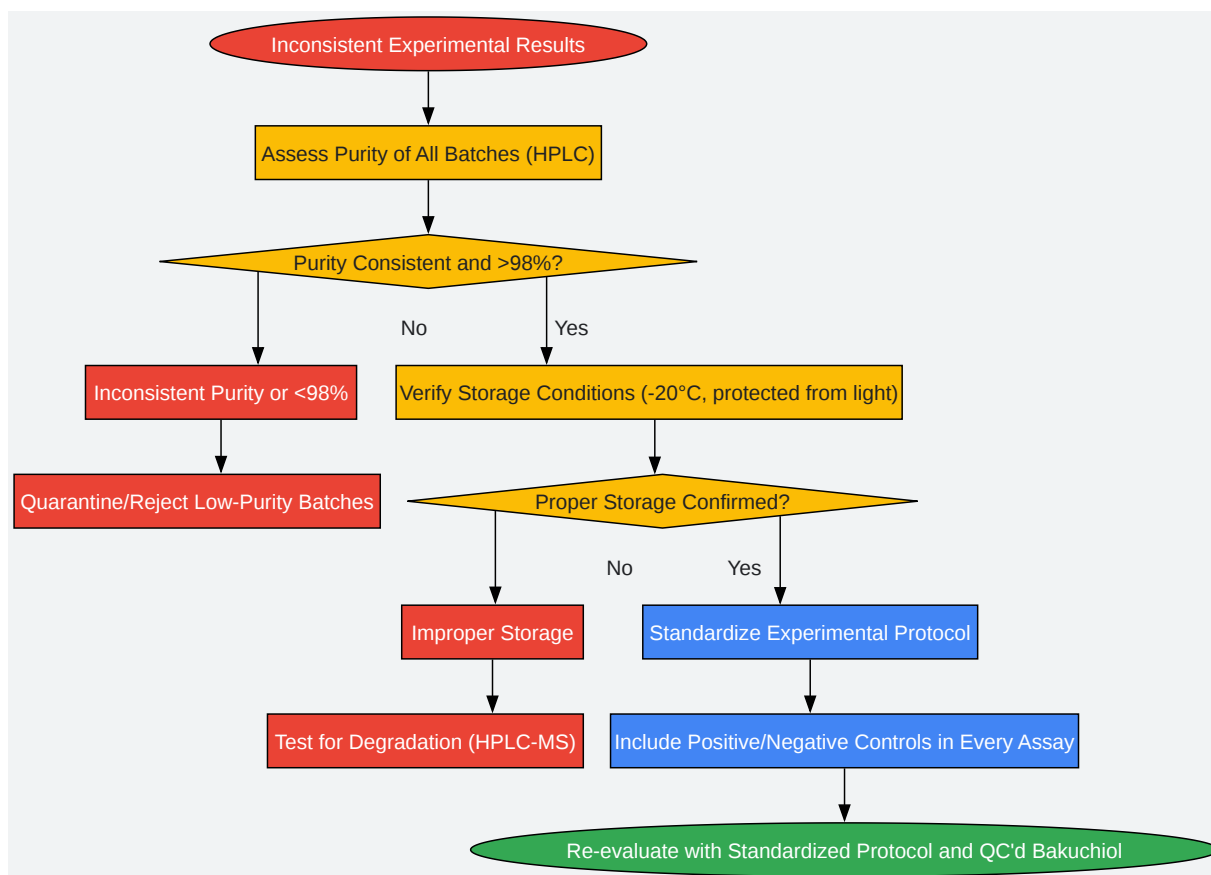 Inconsistent Experimental Results
Assess Purity of All Batches (HPLC)
Purity Consistent and >98%?
No
Yes
Inconsistent Purity or <98%
Verify Storage Conditions (-20°C, protected from light)
Quarantine/Reject Low-Purity Batches
Proper Storage Confirmed?
No
Yes
Improper Storage
Standardize Experimental Protocol
Test for Degradation (HPLC-MS)
Include Positive/Negative Controls in Every Assay
Re-evaluate with Standardized Protocol and QC'd Bakuchiol